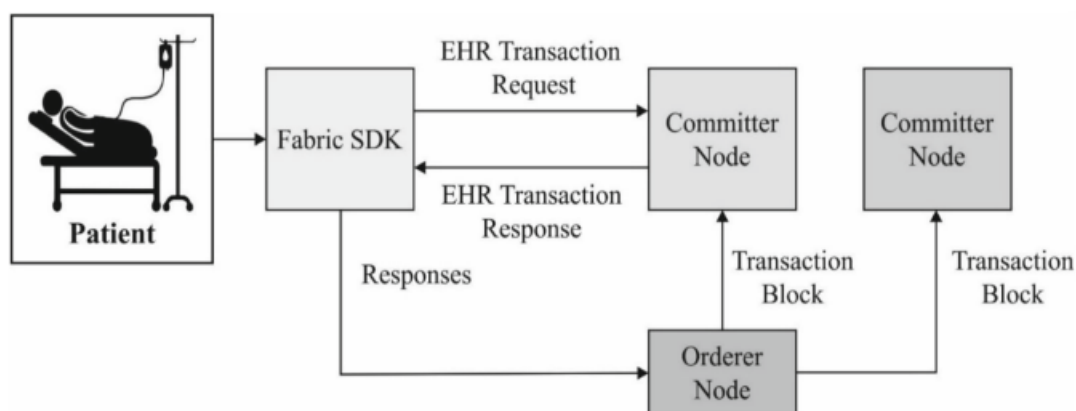 Patient
Fabric SDK
EHR Transaction
Request
EHR Transaction
Response
Committer
Node
Committer
Node
Responses
Transaction
Block
Transaction
Block
Orderer
Node